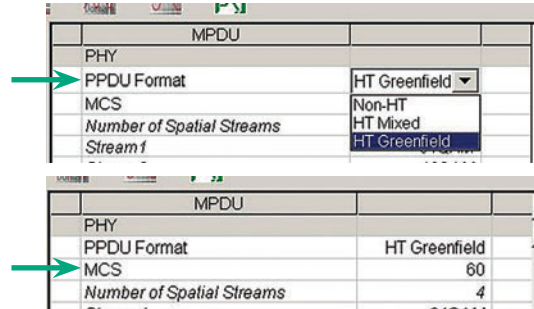 MPDU
PHY
PPDU Format HT Greenfield
MCS Non-HT
Number of Spatial Streams HT Mixed
Stream1 HT Greenfield
MPDU
PHY
PPDU Format HT Greenfield
MCS 60
Number of Spatial Streams 4